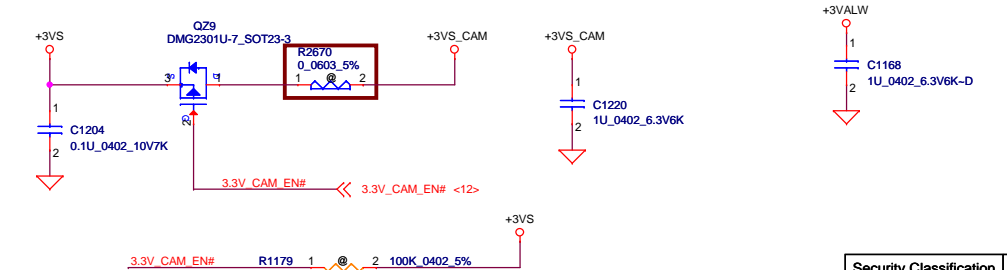 +3VALW
QZ9
DMG2301U-7_SOT23-3
+3VS
+3VS_CAM
+3VS_CAM
R2670
0_0603_5%
1
C1168
1U_0402_6.3V6K~D
2
3
1
1
@
2
1
C1220
1U_0402_6.3V6K
2
2
1
C1204
0.1U_0402_10V7K
2
3.3V_CAM_EN#
3.3V_CAM_EN# <12>
+3VS
3.3V_CAM_EN#
R1179
1
@
2
100K_0402_5%
Security Classification